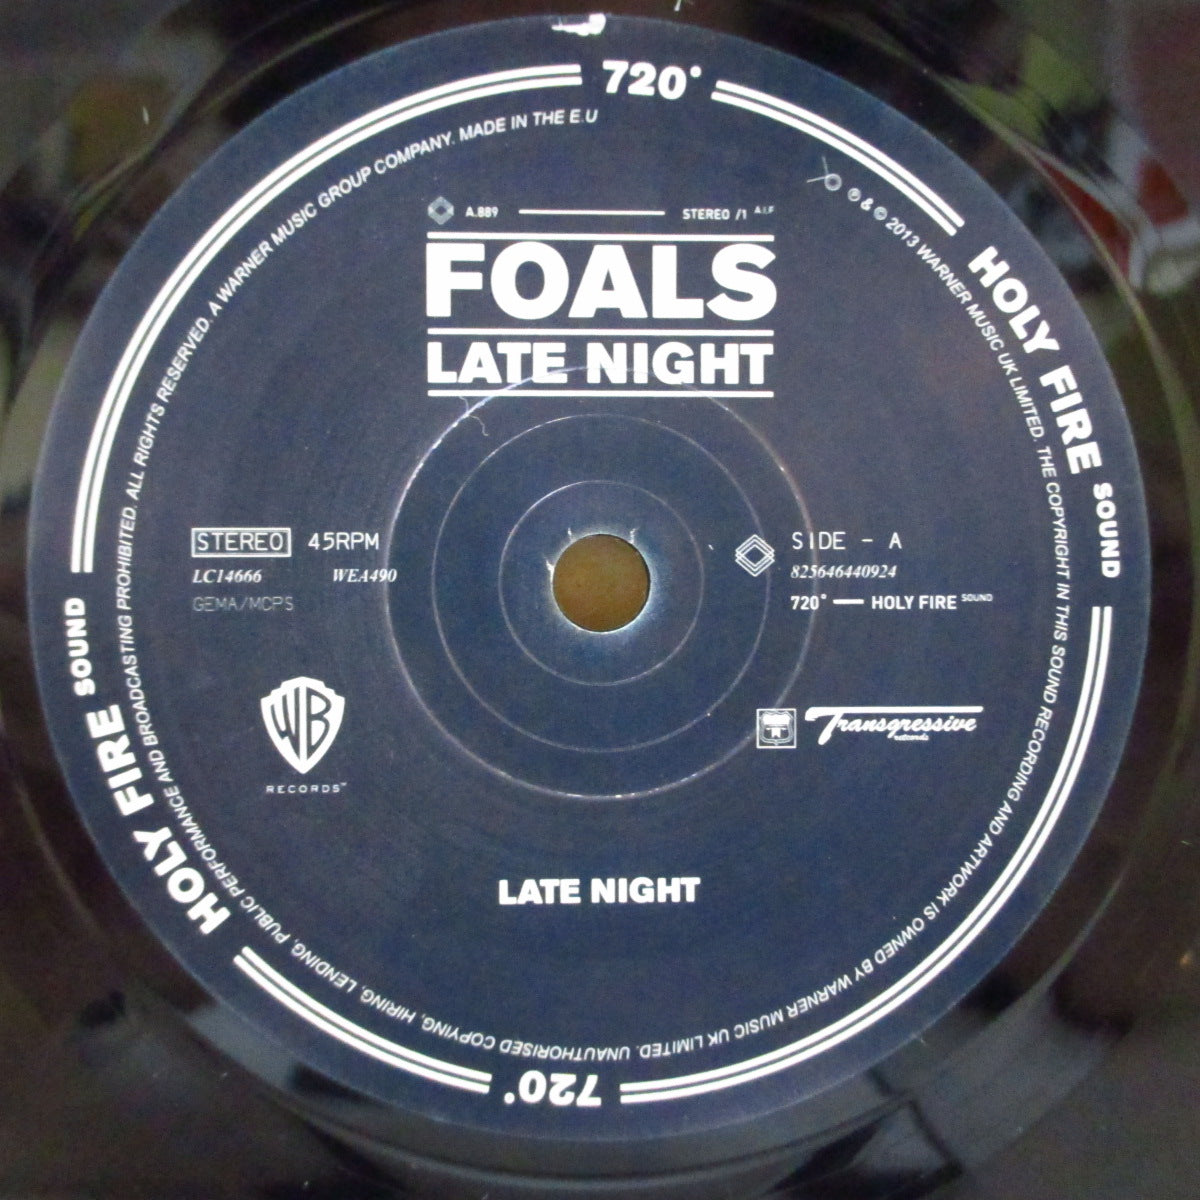 720°
HOLY FIRE SOUND
720°
HOLY FIRE SOUND
℗ & © 2013 WARNER MUSIC UK LIMITED. THE COPYRIGHT IN THIS SOUND RECORDING AND ARTWORK IS OWNED BY WARNER MUSIC UK LIMITED. UNAUTHORISED COPYING, HIRING, LENDING, PUBLIC PERFORMANCE AND BROADCASTING PROHIBITED. ALL RIGHTS RESERVED. A WARNER MUSIC GROUP COMPANY. MADE IN THE E.U
A.889 STEREO /1 A.I.F
FOALS
LATE NIGHT
STEREO 45RPM
LC14666 WEA490
GEMA/MCPS
SIDE - A
825646440924
720° — HOLY FIRE SOUND
WB
RECORDS™
Transgressive
records
LATE NIGHT